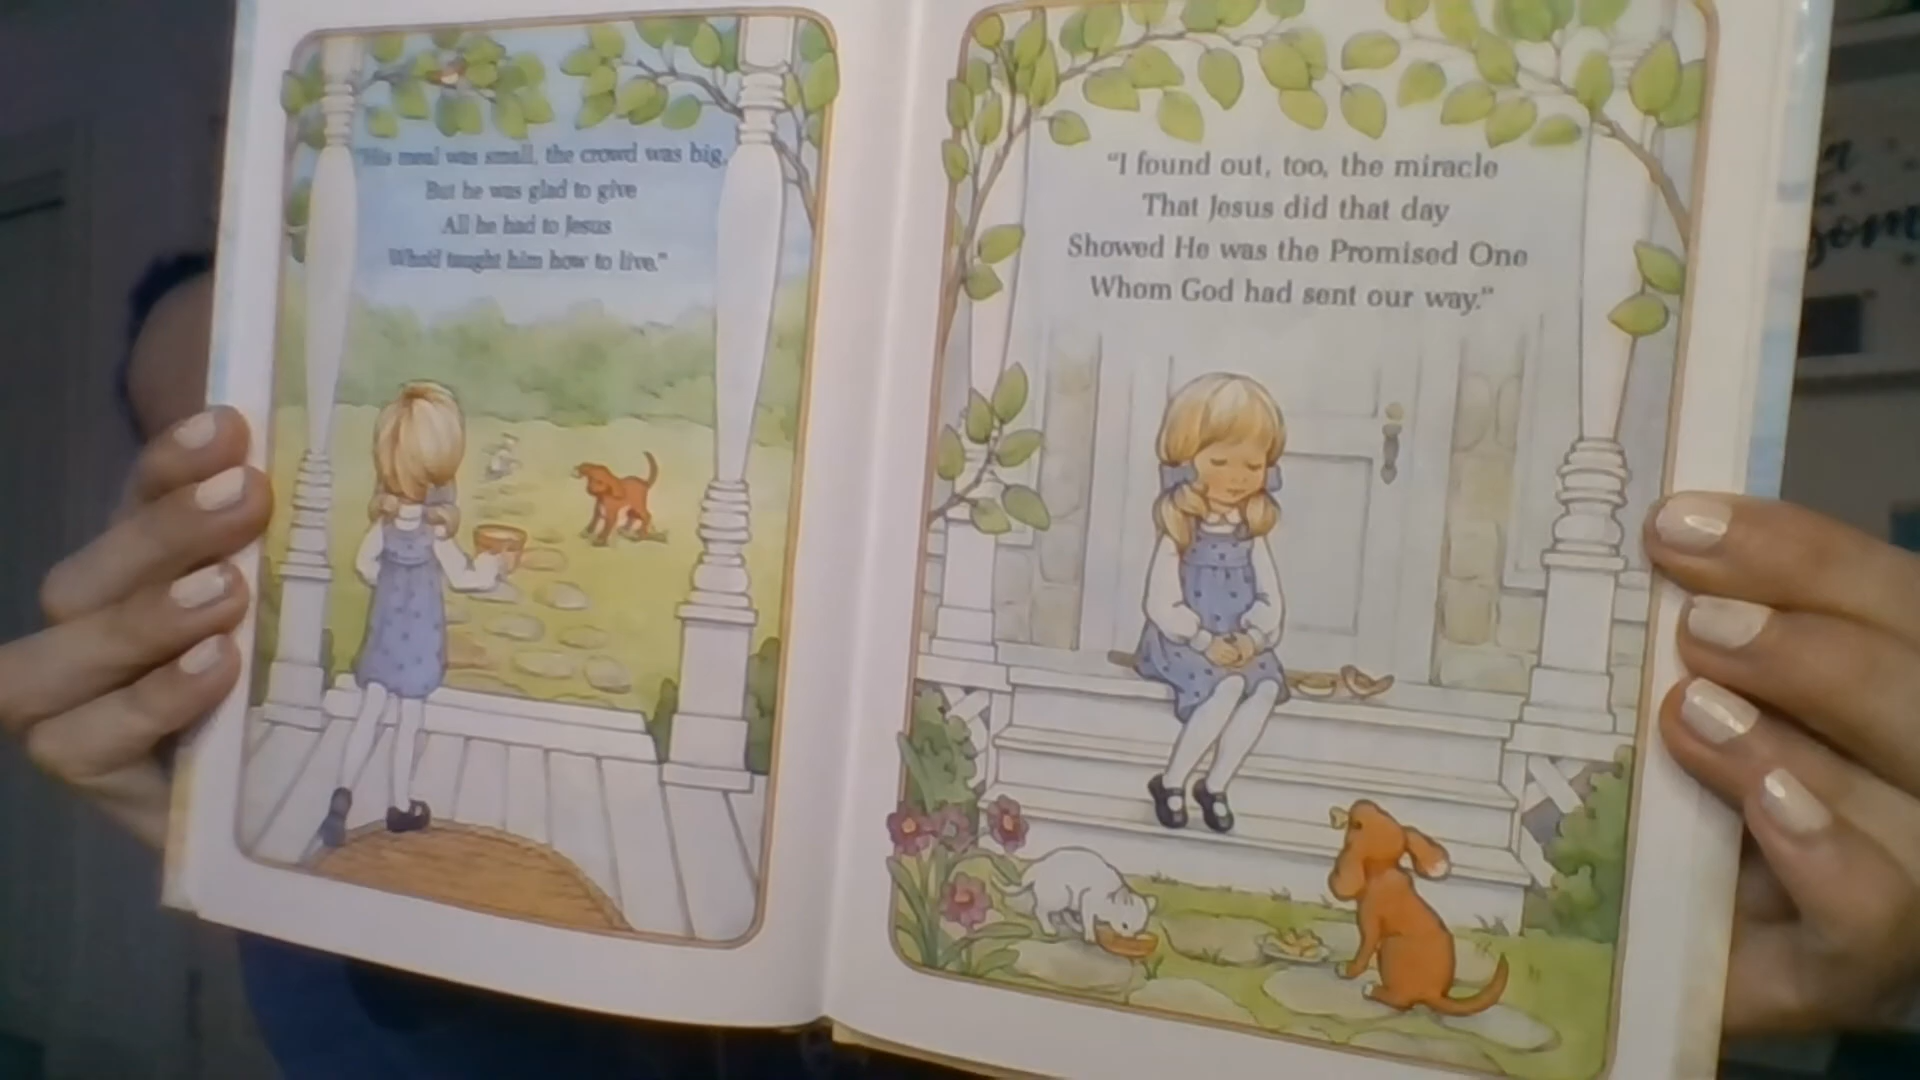 "His meal was small, the crowd was big,
But he was glad to give
All he had to Jesus
Who'd taught him how to live."
"I found out, too, the miracle
That Jesus did that day
Showed He was the Promised One
Whom God had sent our way."